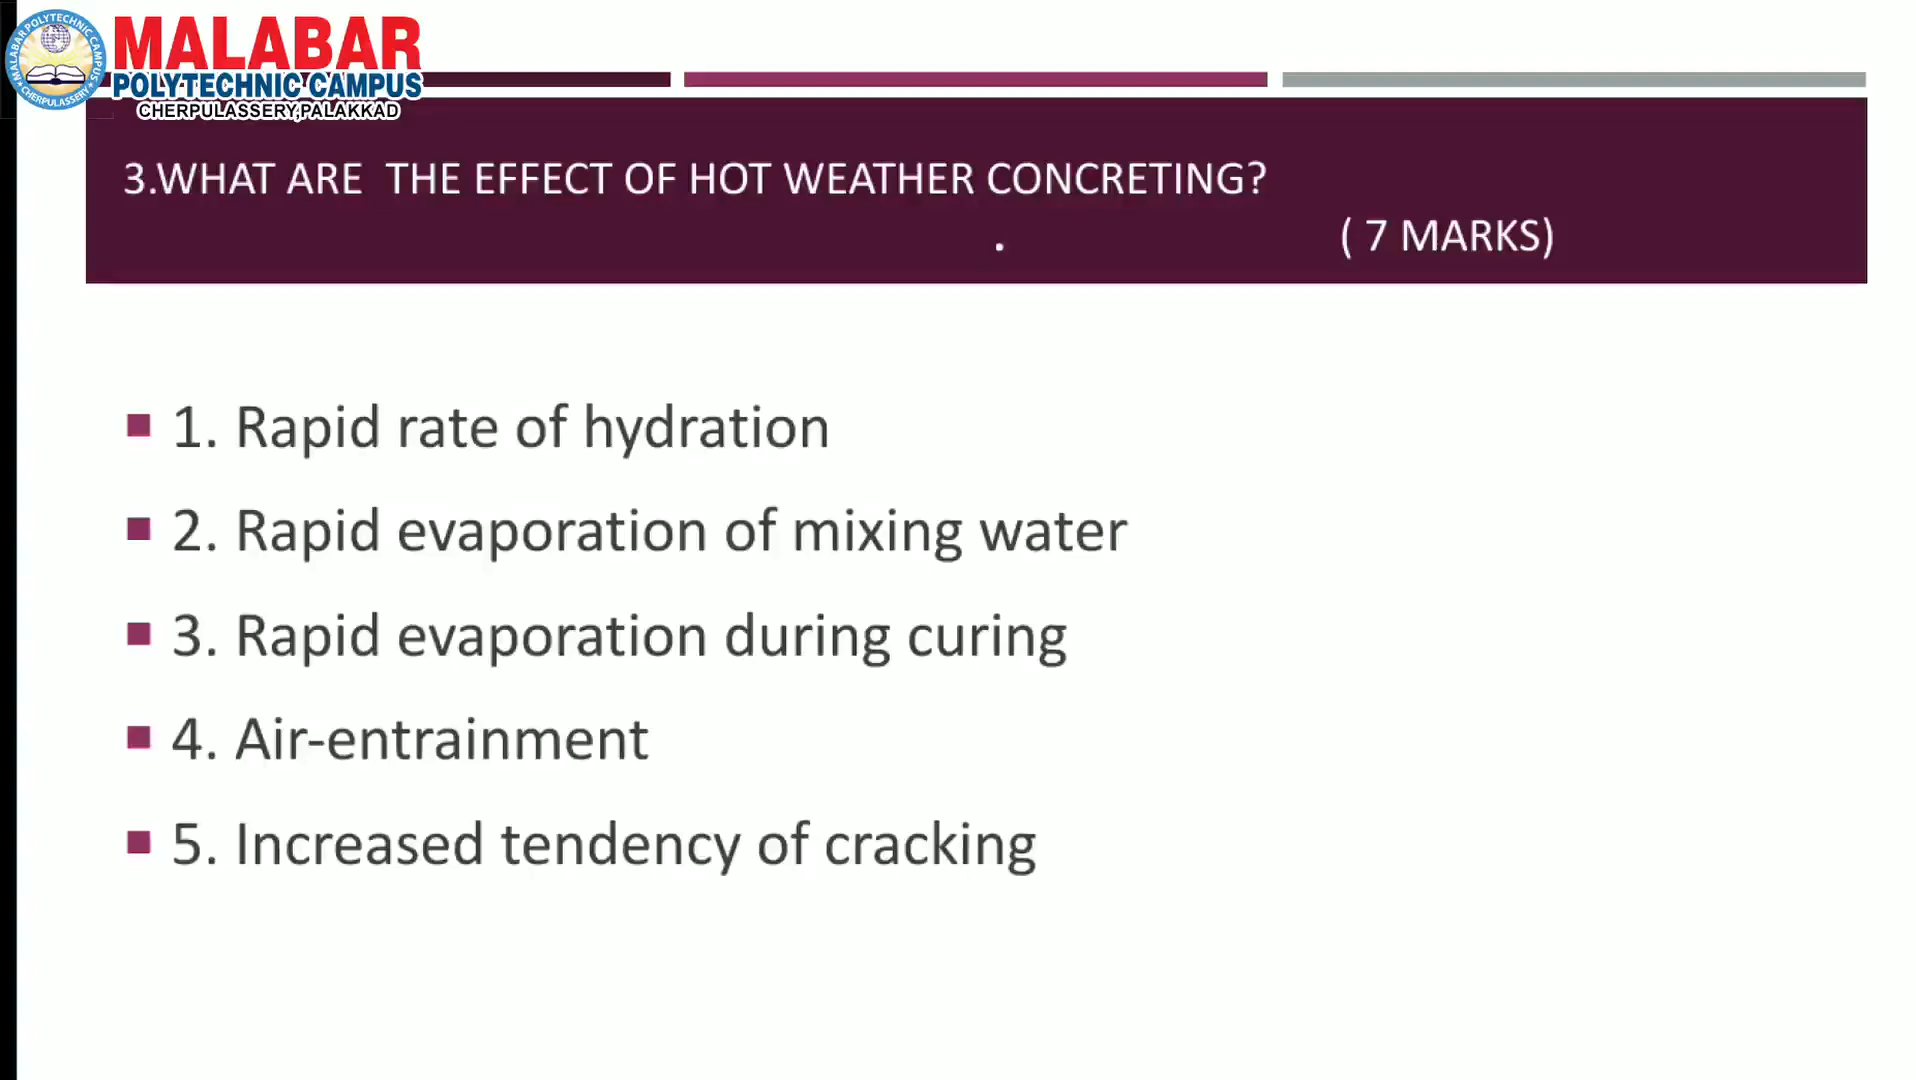 MALABAR POLYTECHNIC CAMPUS CHERPULASSERY
MALABAR
POLYTECHNIC CAMPUS
CHERPULASSERY,PALAKKAD
3.WHAT ARE THE EFFECT OF HOT WEATHER CONCRETING?
. ( 7 MARKS)
1. Rapid rate of hydration
2. Rapid evaporation of mixing water
3. Rapid evaporation during curing
4. Air-entrainment
5. Increased tendency of cracking